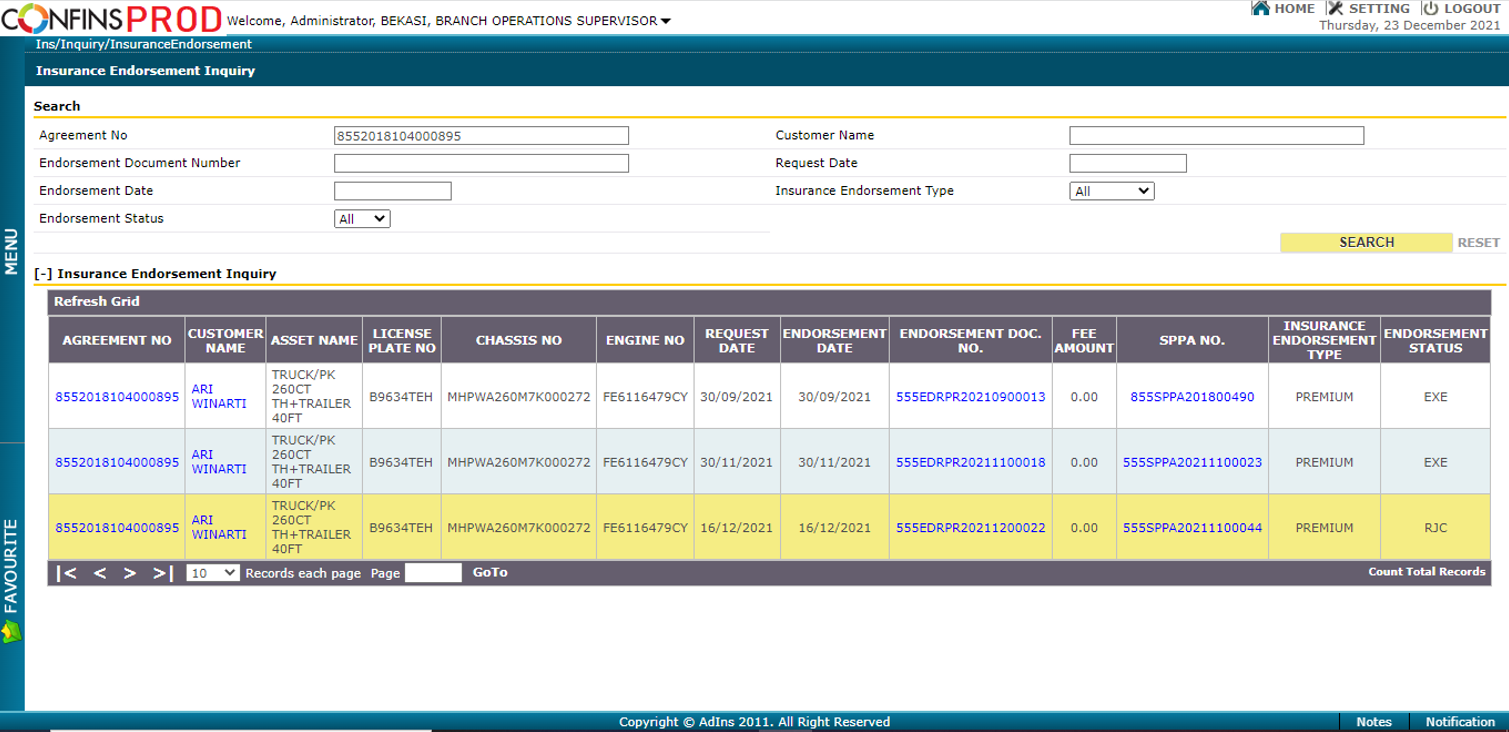 CONFINS PROD Welcome, Administrator, BEKASI, BRANCH OPERATIONS SUPERVISOR
HOME SETTING LOGOUT
Thursday, 23 December 2021
Ins/Inquiry/InsuranceEndorsement
Insurance Endorsement Inquiry
MENU
FAVOURITE
Search
Agreement No 8552018104000895 Customer Name
Endorsement Document Number Request Date
Endorsement Date Insurance Endorsement Type All
Endorsement Status All
SEARCH RESET
[-] Insurance Endorsement Inquiry
Refresh Grid
AGREEMENT NO CUSTOMER NAME ASSET NAME LICENSE PLATE NO CHASSIS NO ENGINE NO REQUEST DATE ENDORSEMENT DATE ENDORSEMENT DOC. NO. FEE AMOUNT SPPA NO. INSURANCE ENDORSEMENT TYPE ENDORSEMENT STATUS
8552018104000895 ARI WINARTI TRUCK/PK 260CT TH+TRAILER 40FT B9634TEH MHPWA260M7K000272 FE6116479CY 30/09/2021 30/09/2021 555EDRPR20210900013 0.00 855SPPA201800490 PREMIUM EXE
8552018104000895 ARI WINARTI TRUCK/PK 260CT TH+TRAILER 40FT B9634TEH MHPWA260M7K000272 FE6116479CY 30/11/2021 30/11/2021 555EDRPR20211100018 0.00 555SPPA20211100023 PREMIUM EXE
8552018104000895 ARI WINARTI TRUCK/PK 260CT TH+TRAILER 40FT B9634TEH MHPWA260M7K000272 FE6116479CY 16/12/2021 16/12/2021 555EDRPR20211200022 0.00 555SPPA20211100044 PREMIUM RJC
|< < > >| 10 Records each page Page GoTo Count Total Records
Copyright © AdIns 2011. All Right Reserved Notes Notification